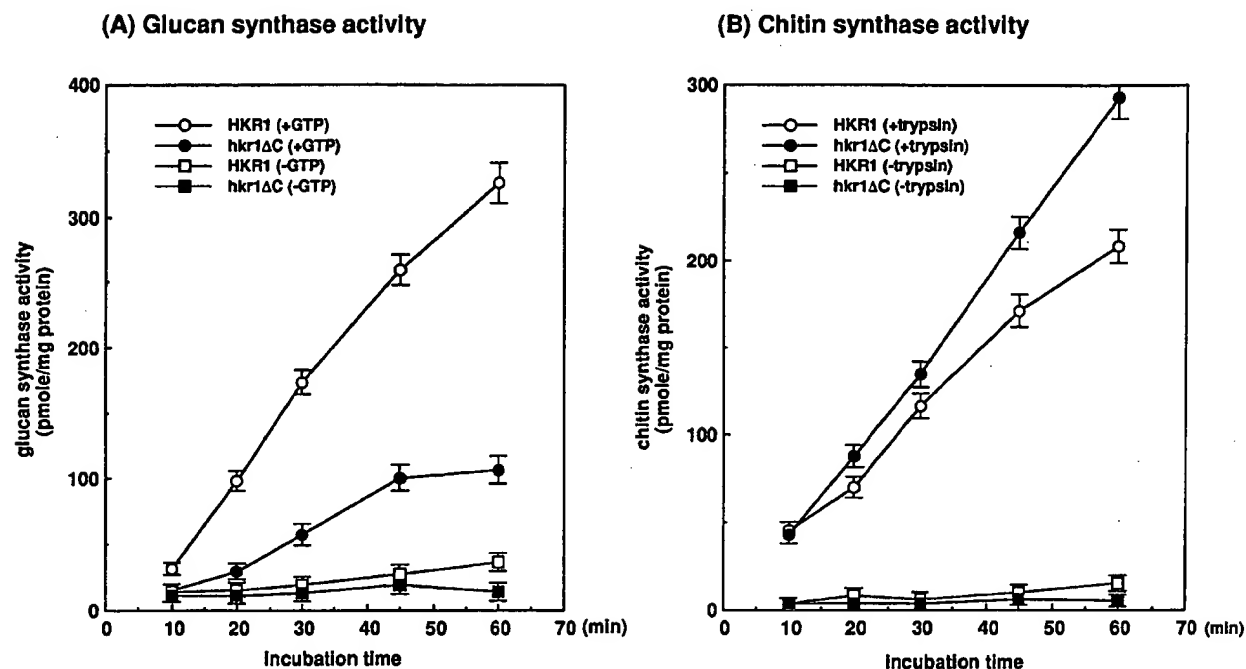 (A) Glucan synthase activity
400
300
200
100
0
glucan synthase activity
(pmole/mg protein)
HKR1 (+GTP)
hkr1ΔC (+GTP)
HKR1 (-GTP)
hkr1ΔC (-GTP)
0 10 20 30 40 50 60 70 (min)
Incubation time
(B) Chitin synthase activity
300
200
100
0
chitin synthase activity
(pmole/mg protein)
HKR1 (+trypsin)
hkr1ΔC (+trypsin)
HKR1 (-trypsin)
hkr1ΔC (-trypsin)
0 10 20 30 40 50 60 70 (min)
Incubation time